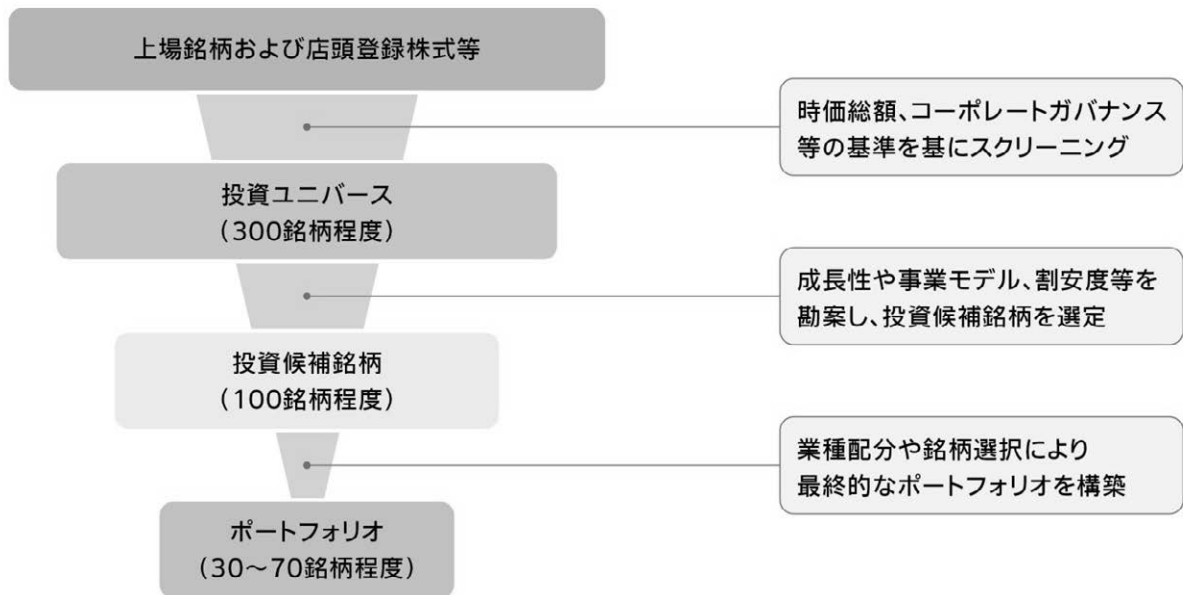 上場銘柄および店頭登録株式等
時価総額、コーポレートガバナンス
等の基準を基にスクリーニング
投資ユニバース
（300銘柄程度）
成長性や事業モデル、割安度等を
勘案し、投資候補銘柄を選定
投資候補銘柄
（100銘柄程度）
業種配分や銘柄選択により
最終的なポートフォリオを構築
ポートフォリオ
（30～70銘柄程度）